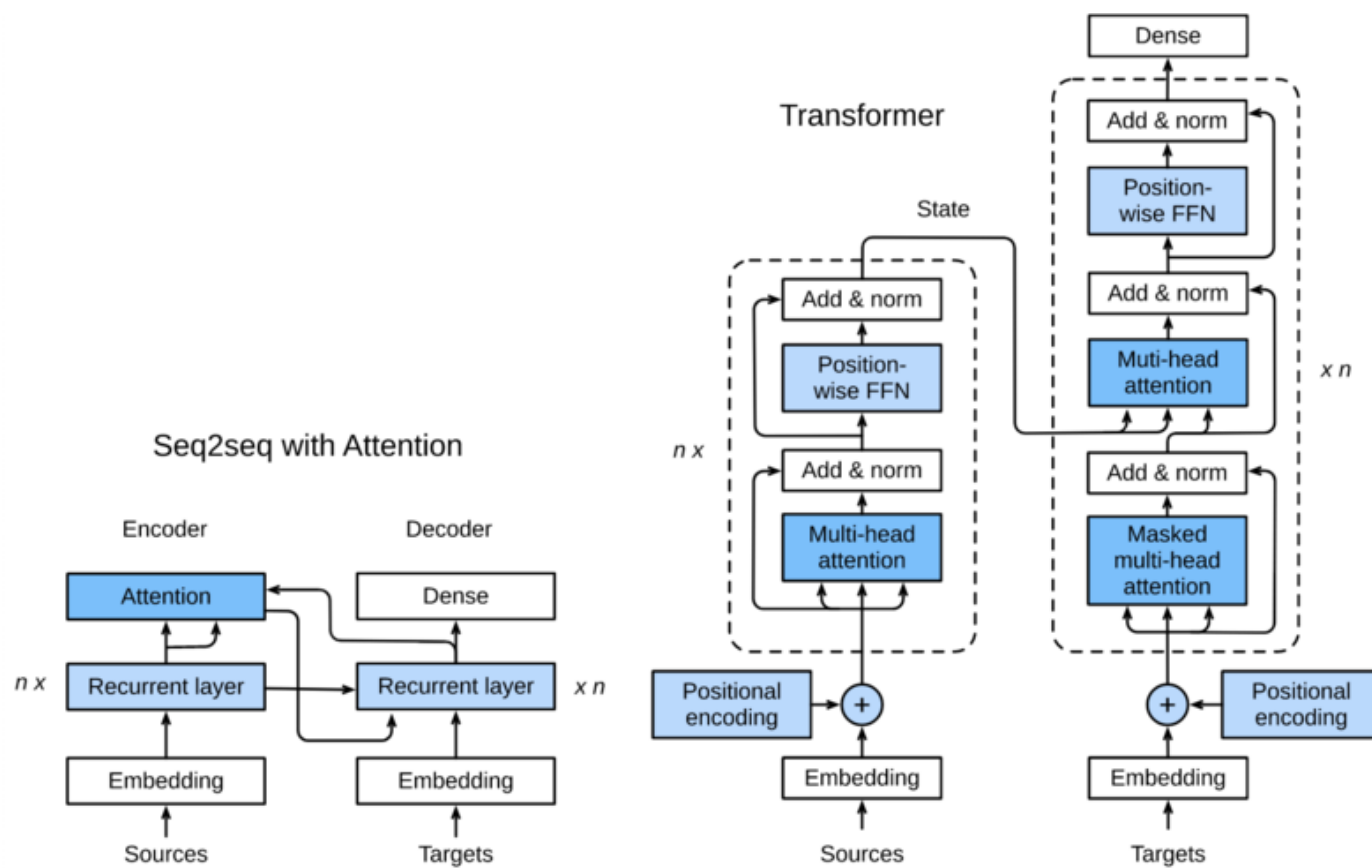 Seq2seq with Attention
Encoder
Decoder
Attention
Dense
n x
Recurrent layer
Recurrent layer
x n
Embedding
Embedding
Sources
Targets
Transformer
State
n x
Add & norm
Position-
wise FFN
Add & norm
Multi-head
attention
Positional
encoding
+
Embedding
Sources
Dense
Add & norm
Position-
wise FFN
Add & norm
Muti-head
attention
x n
Add & norm
Masked
multi-head
attention
+
Positional
encoding
Embedding
Targets